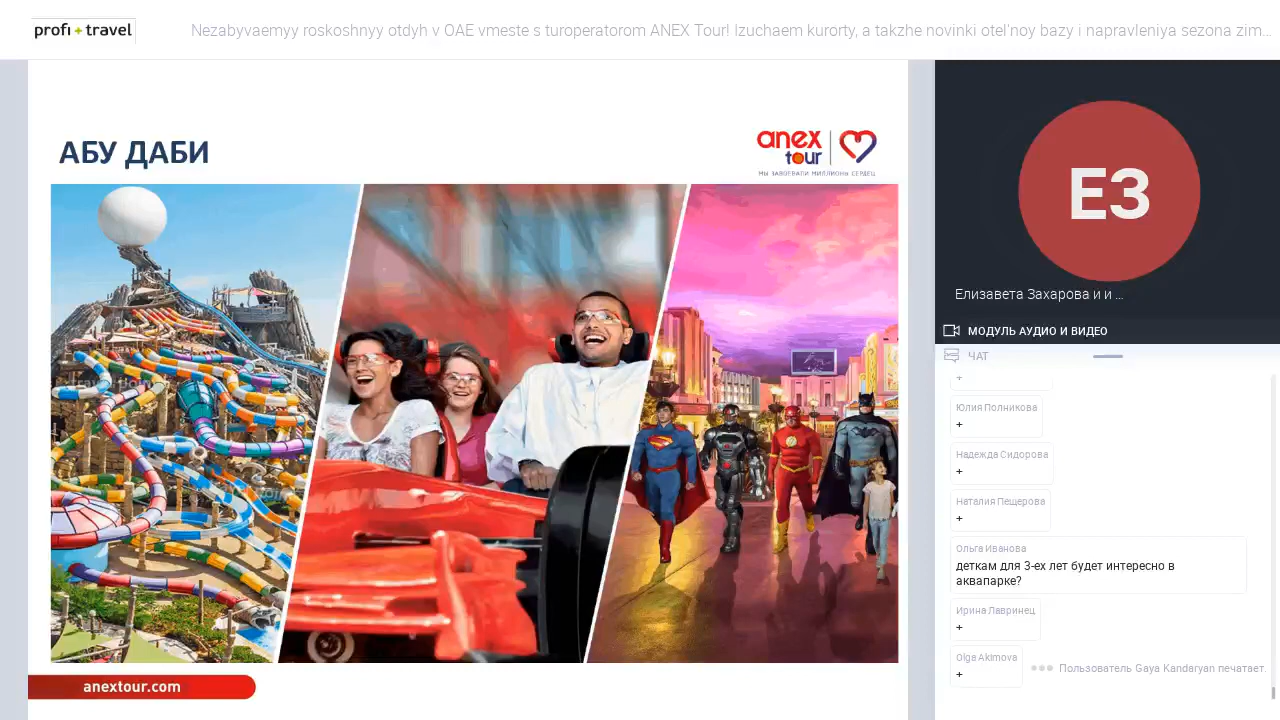 profi + travel
Nezabyvaemyy roskoshnyy otdyh v OAE vmeste s turoperatorom ANEX Tour! Izuchaem kurorty, a takzhe novinki otel'noy bazy i napravleniya sezona zim...
АБУ ДАБИ
anex
tour
МЫ ЗАВОЕВАЛИ МИЛЛИОНЫ СЕРДЕЦ
anextour.com
ЕЗ
Елизавета Захарова и и ...
МОДУЛЬ АУДИО И ВИДЕО
ЧАТ
+
Юлия Полникова
+
Надежда Сидорова
+
Наталия Пещерова
+
Ольга Иванова
деткам для 3-ех лет будет интересно в
аквапарке?
Ирина Лавринец
+
Olga Akimova
+
Пользователь Gaya Kandaryan печатает.